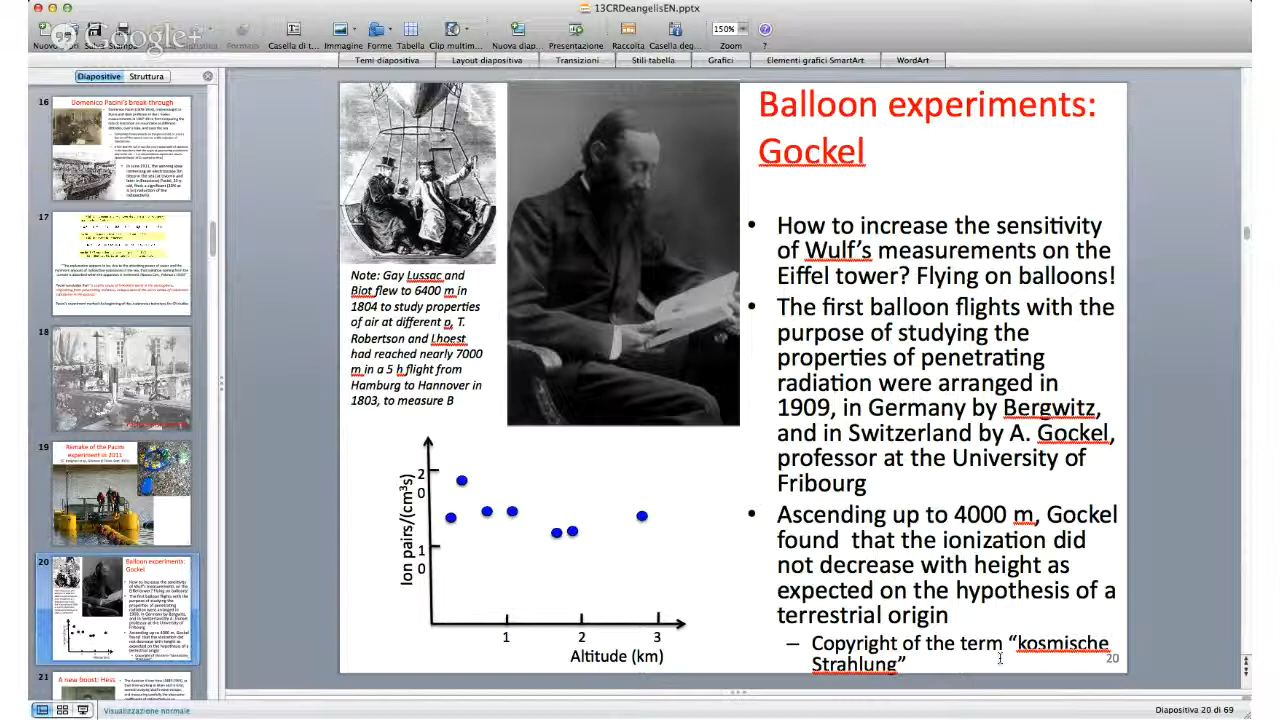 13CRDeangelisEN.pptx
Google+
150%
Casella di t... Immagine Forme Tabella Clip multim... Nuova diap... Presentazione Raccolta Casella deg... Zoom ?
Temi diapositiva Layout diapositiva Transizioni Stili tabella Grafici Elementi grafici SmartArt WordArt
Diapositive Struttura
16
Domenico Pacini's break-through
17
18
19
Remake of the Pacini
experiment in 2011
20
Balloon experiments:
Gockel
21
A new boost: Hess
Balloon experiments:
Gockel
Note: Gay Lussac and
Biot flew to 6400 m in
1804 to study properties
of air at different p, T.
Robertson and Lhoest
had reached nearly 7000
m in a 5 h flight from
Hamburg to Hannover in
1803, to measure B
Ion pairs//(cm³s)
2
0
1
0
1 2 3
Altitude (km)
• How to increase the sensitivity
of Wulf's measurements on the
Eiffel tower? Flying on balloons!
• The first balloon flights with the
purpose of studying the
properties of penetrating
radiation were arranged in
1909, in Germany by Bergwitz,
and in Switzerland by A. Gockel,
professor at the University of
Fribourg
• Ascending up to 4000 m, Gockel
found that the ionization did
not decrease with height as
expected on the hypothesis of a
terrestrial origin
– Copyright of the term "kosmische
Strahlung"
20
Visualizzazione normale
Diapositiva 20 di 69